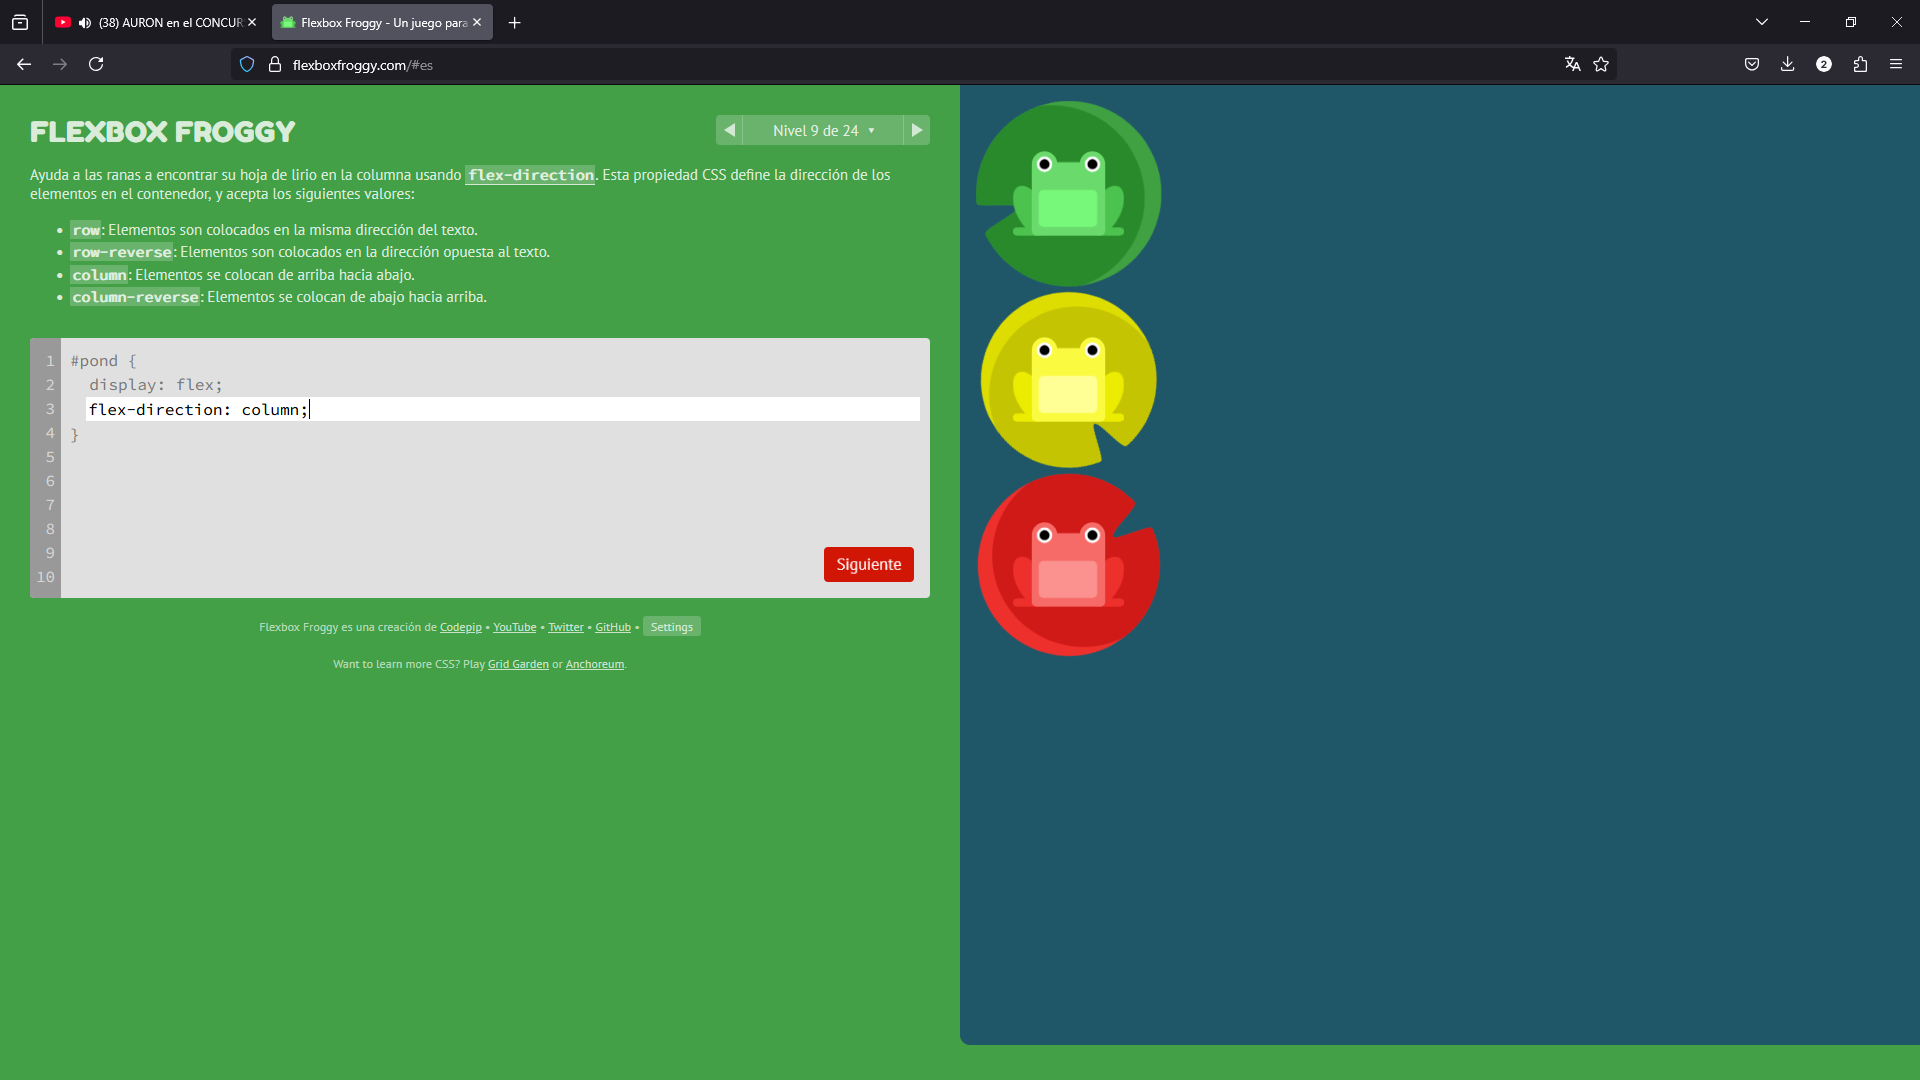 (38) AURON en el CONCUR
Flexbox Froggy - Un juego para
flexboxfroggy.com/#es
2
FLEXBOX FROGGY
Nivel 9 de 24 ▾
Ayuda a las ranas a encontrar su hoja de lirio en la columna usando flex-direction. Esta propiedad CSS define la dirección de los
elementos en el contenedor, y acepta los siguientes valores:
• row: Elementos son colocados en la misma dirección del texto.
• row-reverse: Elementos son colocados en la dirección opuesta al texto.
• column: Elementos se colocan de arriba hacia abajo.
• column-reverse: Elementos se colocan de abajo hacia arriba.
1 #pond {
2 display: flex;
3 flex-direction: column;
4 }
5
6
7
8
9
10
Siguiente
Flexbox Froggy es una creación de Codepip • YouTube • Twitter • GitHub • Settings
Want to learn more CSS? Play Grid Garden or Anchoreum.